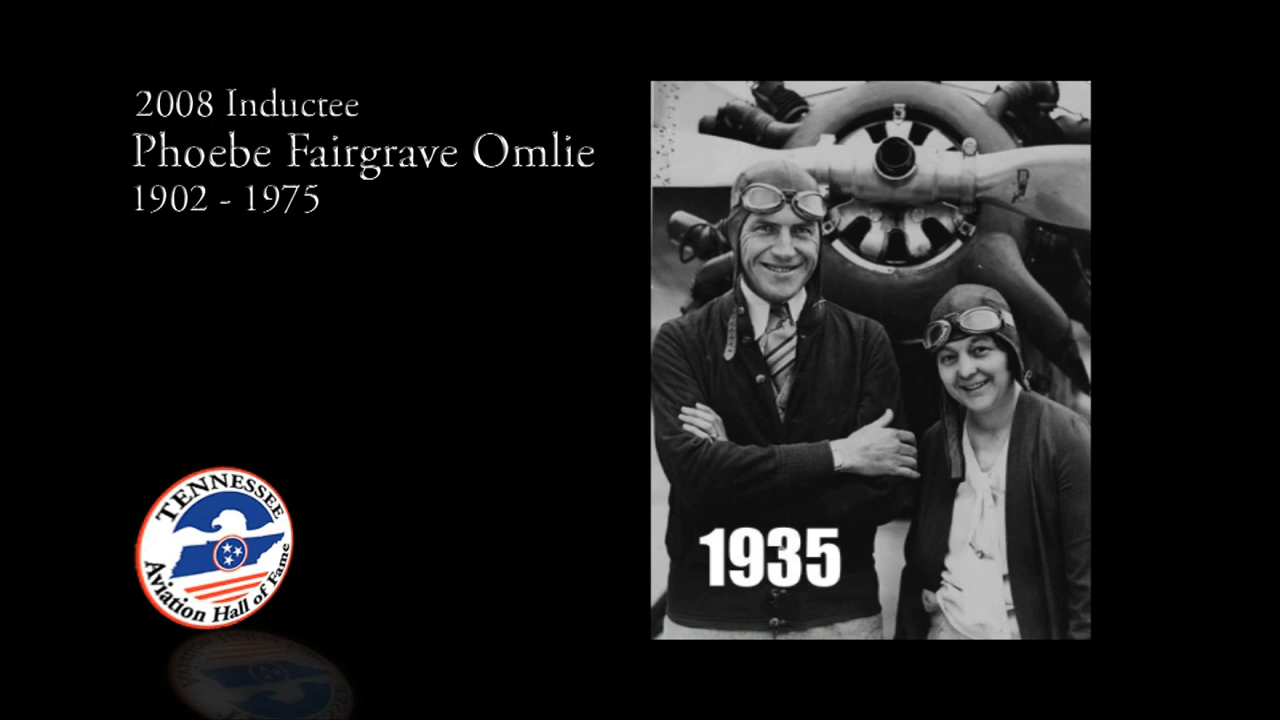 2008 Inductee
Phoebe Fairgrave Omlie
1902 - 1975
1935
TENNESSEE
Aviation Hall of Fame